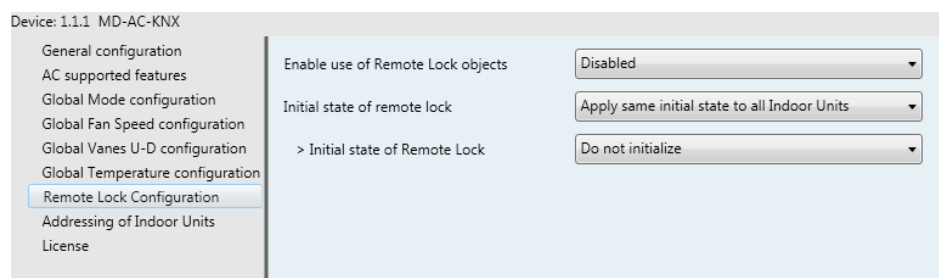 Device: 1.1.1 MD-AC-KNX
General configuration
AC supported features
Global Mode configuration
Global Fan Speed configuration
Global Vanes U-D configuration
Global Temperature configuration
Remote Lock Configuration
Addressing of Indoor Units
License
Enable use of Remote Lock objects Disabled
Initial state of remote lock Apply same initial state to all Indoor Units
> Initial state of Remote Lock Do not initialize